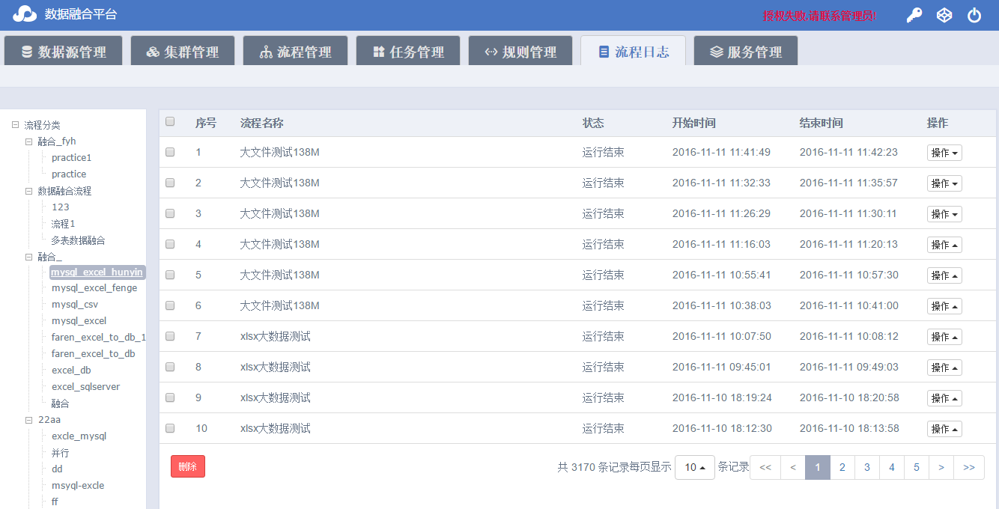 数据融合平台
授权失败,请联系管理员!
数据源管理 集群管理 流程管理 任务管理 规则管理 流程日志 服务管理
流程分类
融合_fyh
practice1
practice
数据融合流程
123
流程1
多表数据融合
融合_
mysql_excel_hunyin
mysql_excel_fenge
mysql_csv
mysql_excel
faren_excel_to_db_1
faren_excel_to_db
excel_db
excel_sqlserver
融合
22aa
excle_mysql
并行
dd
msyql-excle
ff
序号 流程名称 状态 开始时间 结束时间 操作
1 大文件测试138M 运行结束 2016-11-11 11:41:49 2016-11-11 11:42:23 操作
2 大文件测试138M 运行结束 2016-11-11 11:32:33 2016-11-11 11:35:57 操作
3 大文件测试138M 运行结束 2016-11-11 11:26:29 2016-11-11 11:30:11 操作
4 大文件测试138M 运行结束 2016-11-11 11:16:03 2016-11-11 11:20:13 操作
5 大文件测试138M 运行结束 2016-11-11 10:55:41 2016-11-11 10:57:30 操作
6 大文件测试138M 运行结束 2016-11-11 10:38:03 2016-11-11 10:41:00 操作
7 xlsx大数据测试 运行结束 2016-11-11 10:07:50 2016-11-11 10:08:12 操作
8 xlsx大数据测试 运行结束 2016-11-11 09:45:01 2016-11-11 09:49:03 操作
9 xlsx大数据测试 运行结束 2016-11-10 18:19:24 2016-11-10 18:20:58 操作
10 xlsx大数据测试 运行结束 2016-11-10 18:12:30 2016-11-10 18:13:58 操作
删除 共 3170 条记录每页显示 10 条记录 << < 1 2 3 4 5 > >>